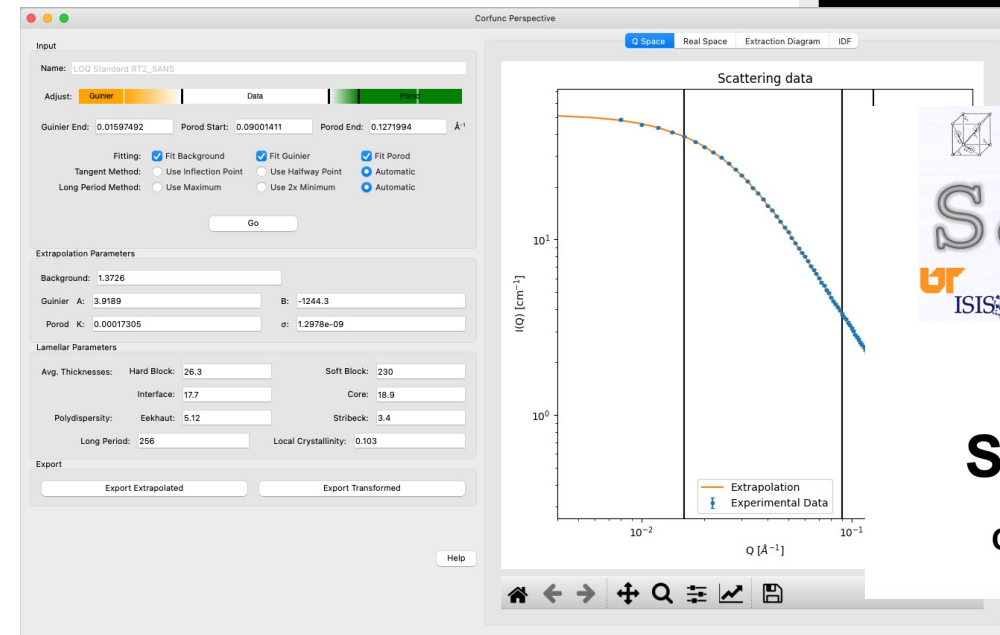 Corfunc Perspective
Input
Name: LOQ Standard RT2_SANS
Adjust: Guinier Data Porod
Guinier End: 0.01597492 Porod Start: 0.09001411 Porod End: 0.1271994 Å⁻¹
Fitting: Fit Background Fit Guinier Fit Porod
Tangent Method: Use Inflection Point Use Halfway Point Automatic
Long Period Method: Use Maximum Use 2x Minimum Automatic
Go
Extrapolation Parameters
Background: 1.3726
Guinier A: 3.9189 B: -1244.3
Porod K: 0.00017305 σ: 1.2978e-09
Lamellar Parameters
Avg. Thicknesses: Hard Block: 26.3 Soft Block: 230
Interface: 17.7 Core: 18.9
Polydispersity: Eekhaut: 5.12 Stribeck: 3.4
Long Period: 256 Local Crystallinity: 0.103
Export
Export Extrapolated Export Transformed
Help
Q Space Real Space Extraction Diagram IDF
Scattering data
10¹
10⁰
I(Q) [cm⁻¹]
Extrapolation
Experimental Data
10⁻² 10⁻¹
Q [Å⁻¹]
S
UT
ISIS
S